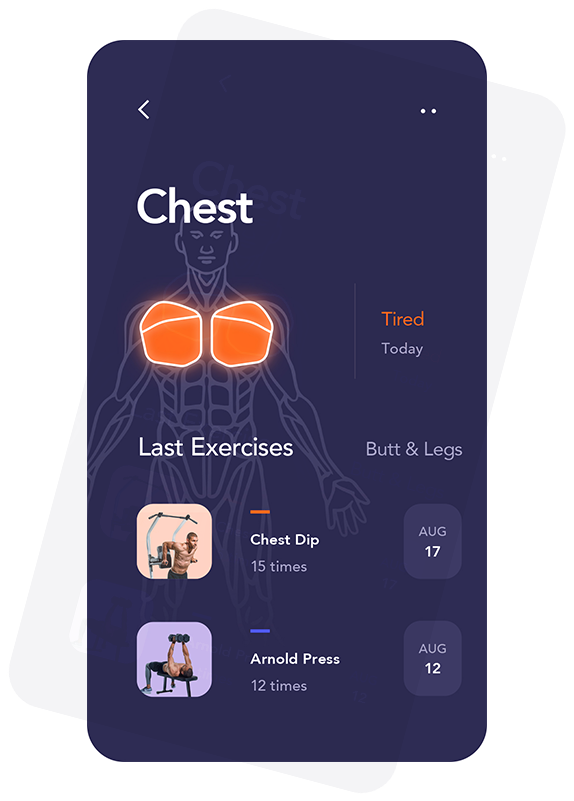 Chest
Tired
Today
Last Exercises
Butt & Legs
Chest Dip
15 times
AUG
17
Arnold Press
12 times
AUG
12